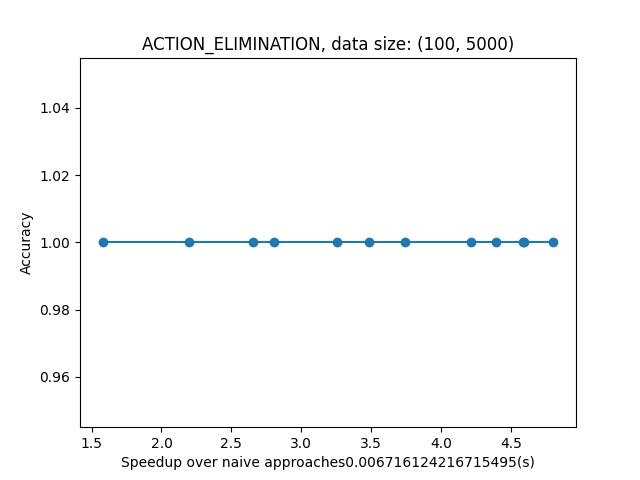 ACTION_ELIMINATION, data size: (100, 5000)
Accuracy
1.04
1.02
1.00
0.98
0.96
1.5 2.0 2.5 3.0 3.5 4.0 4.5
Speedup over naive approaches0.006716124216715495(s)